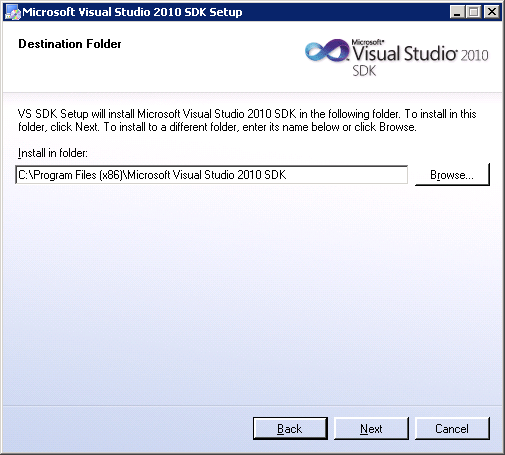 Microsoft Visual Studio 2010 SDK Setup
Destination Folder
Microsoft®
Visual Studio® 2010
SDK
VS SDK Setup will install Microsoft Visual Studio 2010 SDK in the following folder. To install in this
folder, click Next. To install to a different folder, enter its name below or click Browse.
Install in folder:
C:\Program Files (x86)\Microsoft Visual Studio 2010 SDK
Browse...
Back
Next
Cancel